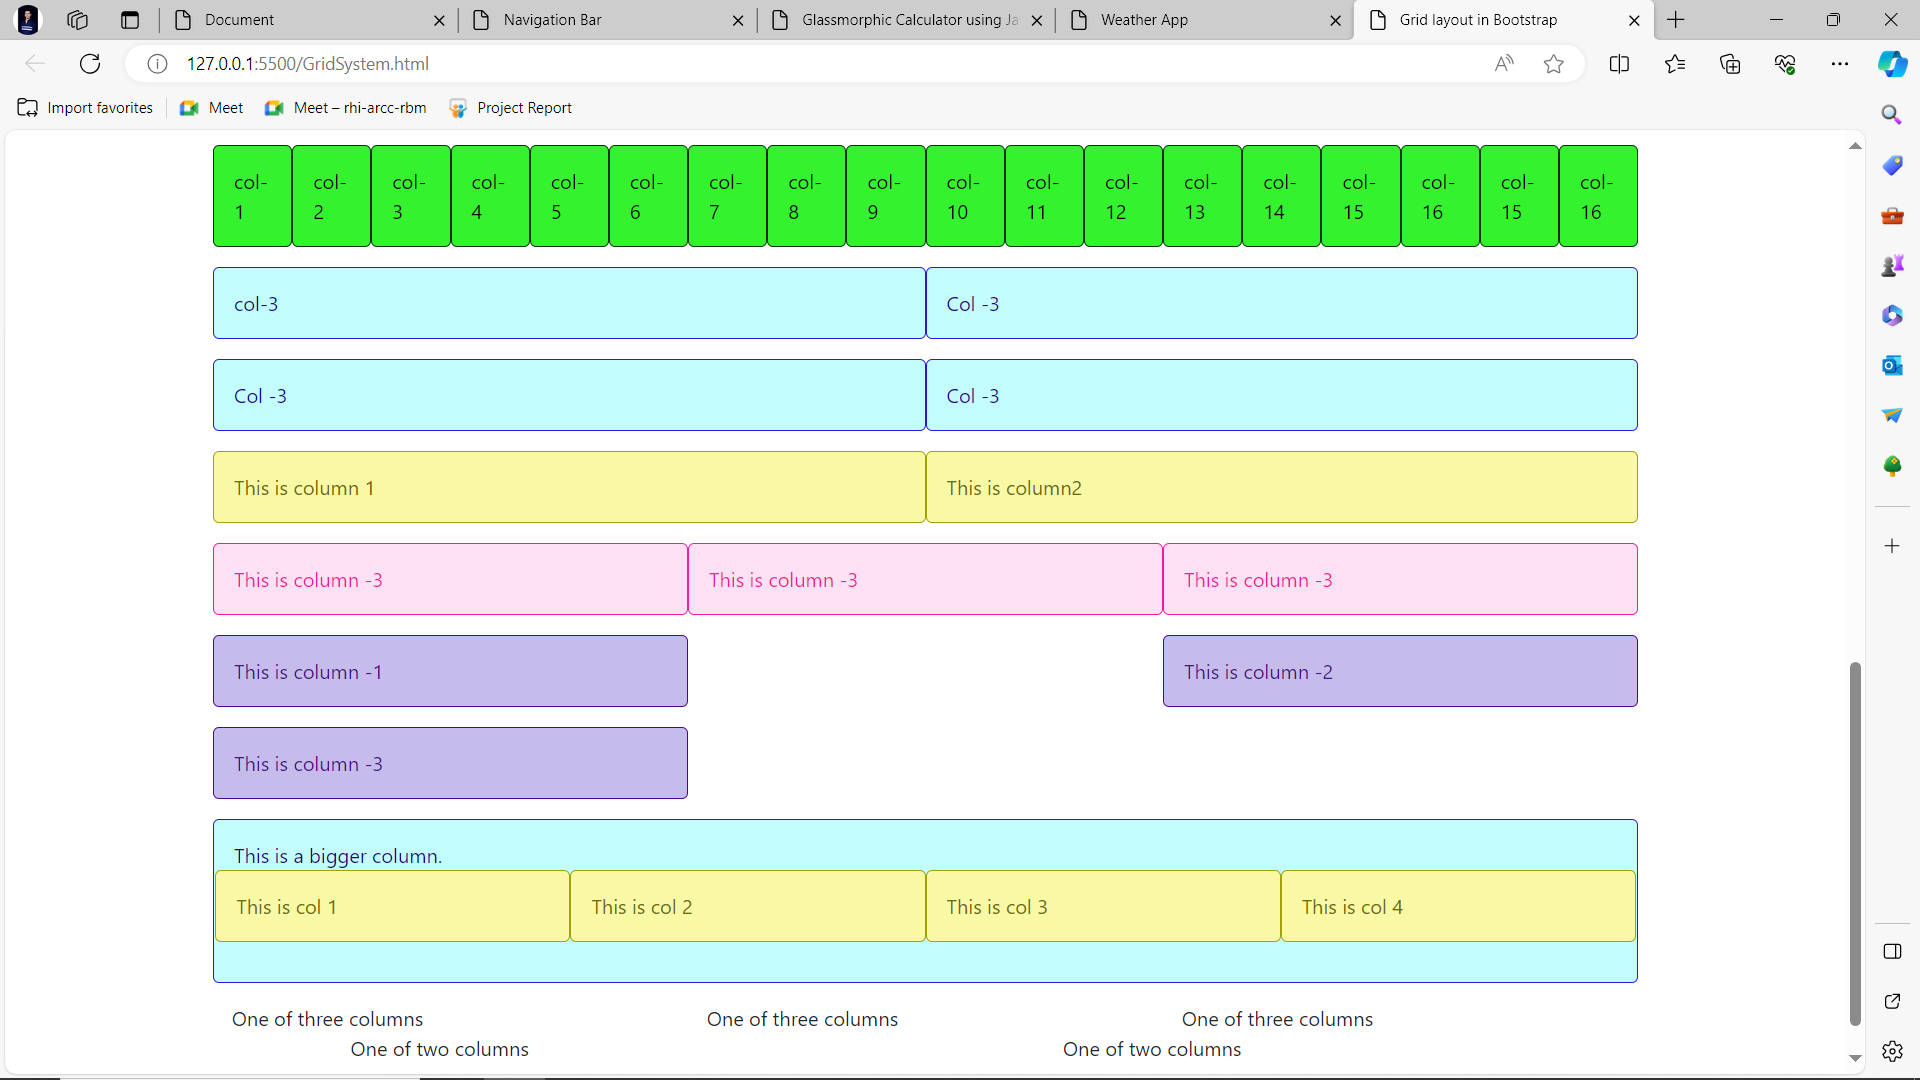 Document
Navigation Bar
Glassmorphic Calculator using Ja
Weather App
Grid layout in Bootstrap
127.0.0.1:5500/GridSystem.html
Import favorites
Meet
Meet – rhi-arcc-rbm
Project Report
col-1
col-2
col-3
col-4
col-5
col-6
col-7
col-8
col-9
col-10
col-11
col-12
col-13
col-14
col-15
col-16
col-15
col-16
col-3
Col -3
Col -3
Col -3
This is column 1
This is column2
This is column -3
This is column -3
This is column -3
This is column -1
This is column -2
This is column -3
This is a bigger column.
This is col 1
This is col 2
This is col 3
This is col 4
One of three columns
One of three columns
One of three columns
One of two columns
One of two columns